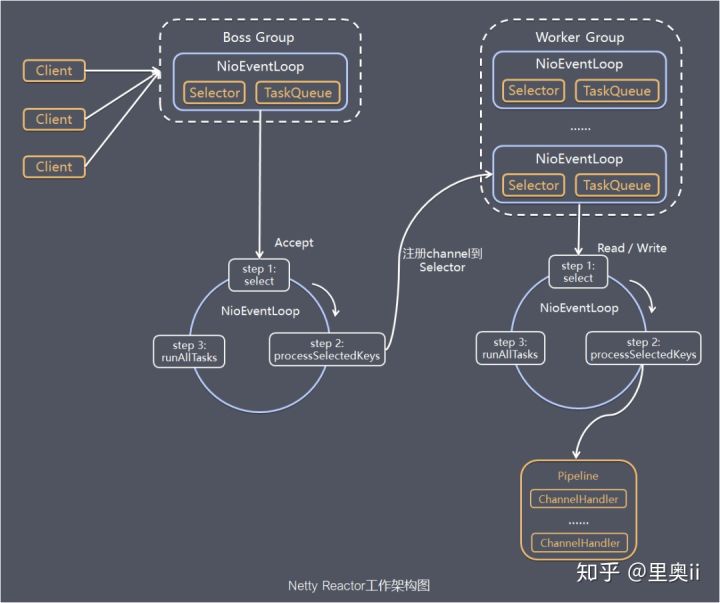 Boss Group
NioEventLoop
Selector
TaskQueue
Client
Client
Client
Worker Group
NioEventLoop
Selector
TaskQueue
......
NioEventLoop
Selector
TaskQueue
Accept
step 1:
select
NioEventLoop
step 2:
processSelectedKeys
step 3:
runAllTasks
注册channel到
Selector
Read / Write
step 1:
select
NioEventLoop
step 2:
processSelectedKeys
step 3:
runAllTasks
Pipeline
ChannelHandler
......
ChannelHandler
Netty Reactor工作架构图
知乎 @里奥ii